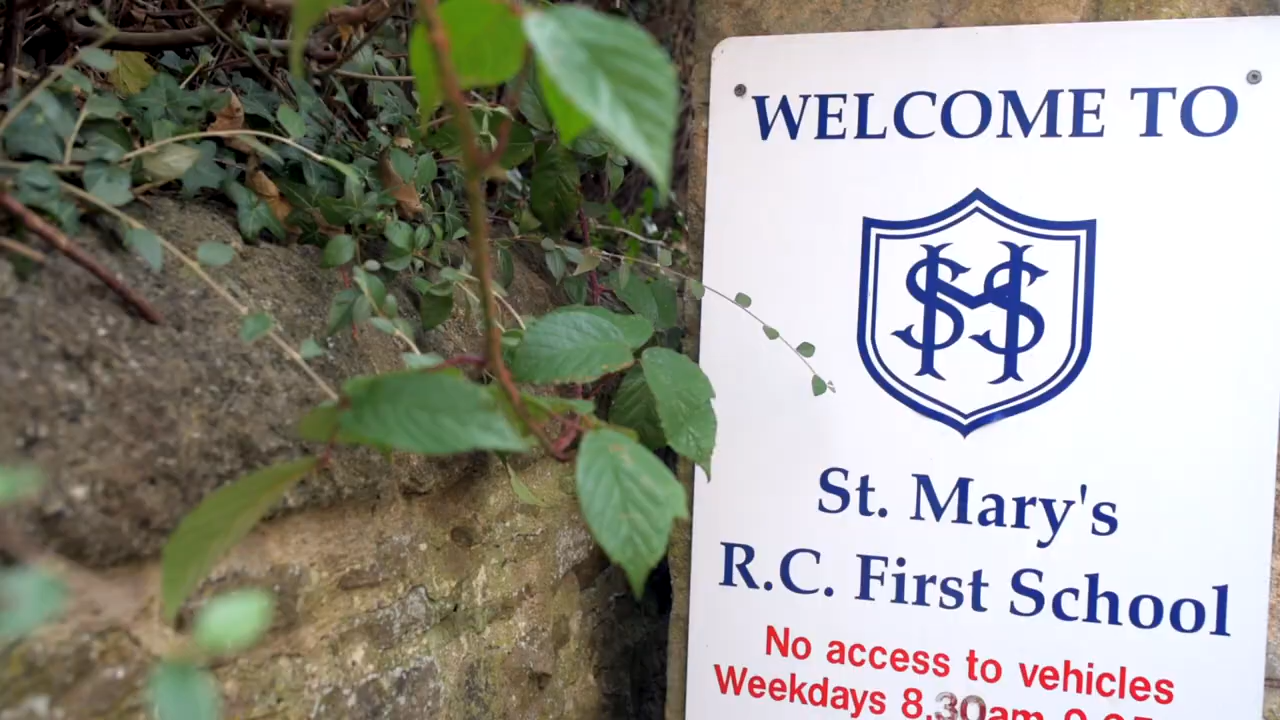 WELCOME TO
St. Mary's
R.C. First School
No access to vehicles
Weekdays 8.30am